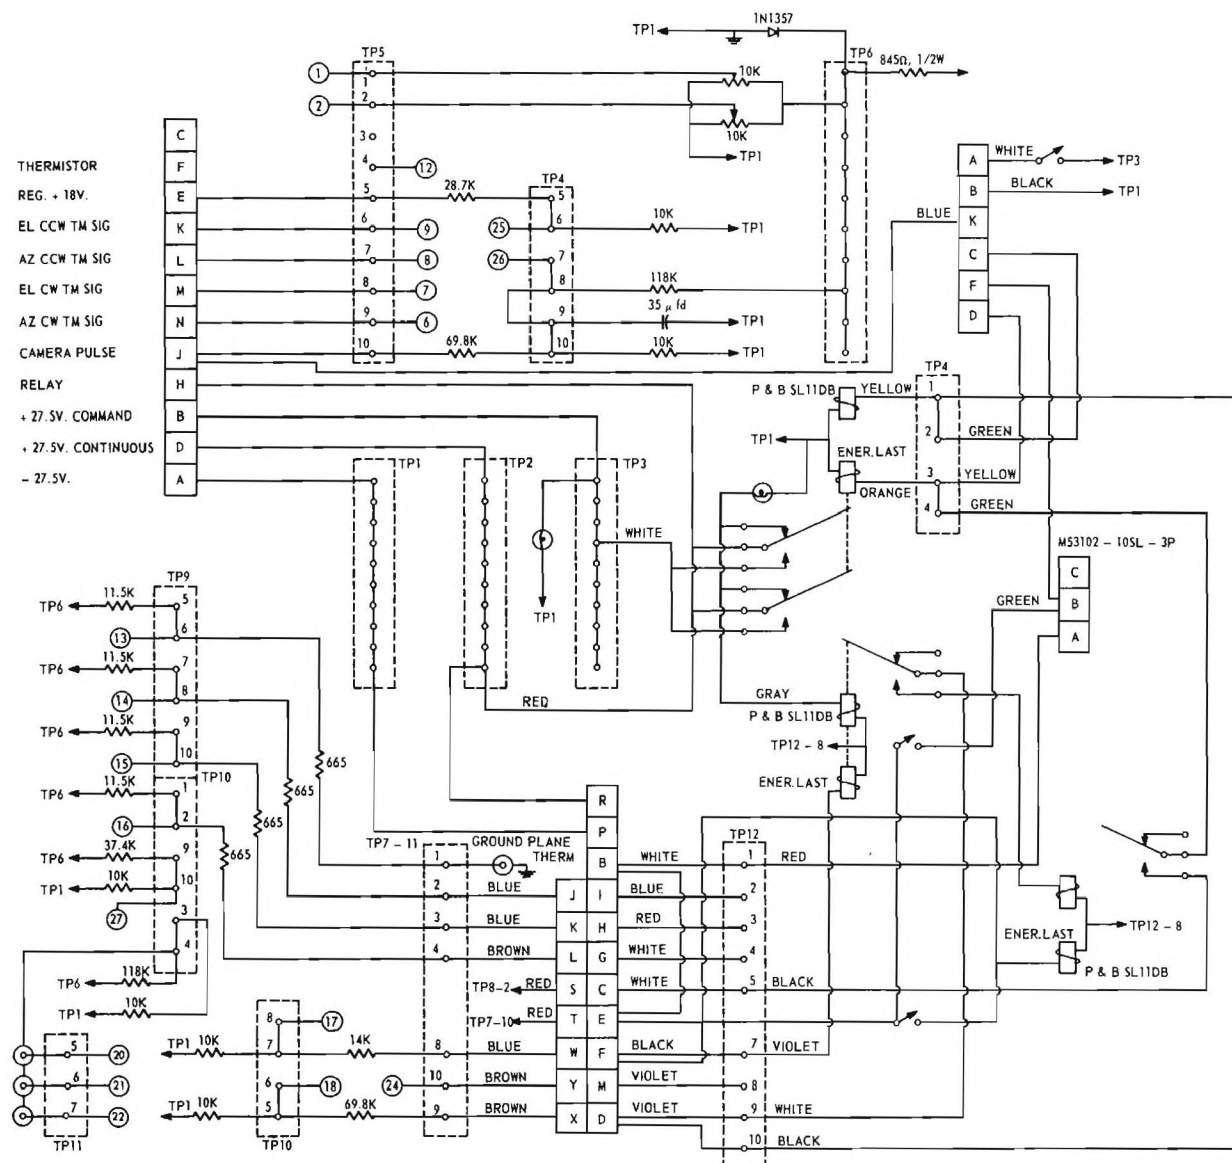 TP1
1N1357
TP5
TP6
845Ω, 1/2W
1
1
10K
2
2
10K
3
TP1
C
THERMISTOR
F
4
12
TP4
A
WHITE
TP3
REG. + 18V.
E
5
28.7K
5
B
BLACK
TP1
EL CCW TM SIG
K
6
9
25
6
10K
TP1
BLUE
K
AZ CCW TM SIG
L
7
8
26
7
C
EL CW TM SIG
M
8
7
8
118K
F
AZ CW TM SIG
N
9
6
9
35 μ fd
TP1
D
CAMERA PULSE
J
10
69.8K
10
10K
TP1
RELAY
H
P & B SL11DB
YELLOW
TP4
1
+ 27.5V. COMMAND
B
TP1
2
GREEN
+ 27.5V. CONTINUOUS
D
TP1
TP2
TP3
ENER.LAST
3
YELLOW
- 27.5V.
A
ORANGE
4
GREEN
WHITE
M53102 - 10SL - 3P
C
B
A
GREEN
TP9
TP6
11.5K
5
TP1
13
6
TP6
11.5K
7
14
8
RED
GRAY
P & B SL11DB
TP6
11.5K
9
15
10
665
TP12 - 8
TP10
TP6
11.5K
1
665
ENER.LAST
16
2
665
R
TP6
37.4K
9
665
P
TP7 - 11
GROUND PLANE
THERM
TP12
TP1
10K
10
1
B
WHITE
1
RED
27
2
BLUE
J
I
BLUE
2
3
3
BLUE
K
H
RED
3
ENER.LAST
TP12 - 8
4
4
BROWN
L
G
WHITE
4
TP6
118K
TP8-2
RED
S
C
WHITE
5
BLACK
P & B SL11DB
TP1
10K
TP7-10
RED
T
E
8
17
5
20
TP1
10K
7
14K
8
BLUE
W
F
BLACK
7
VIOLET
6
21
6
18
24
10
BROWN
Y
M
VIOLET
8
7
22
TP1
10K
5
69.8K
9
BROWN
X
D
VIOLET
9
WHITE
TP11
TP10
10
BLACK